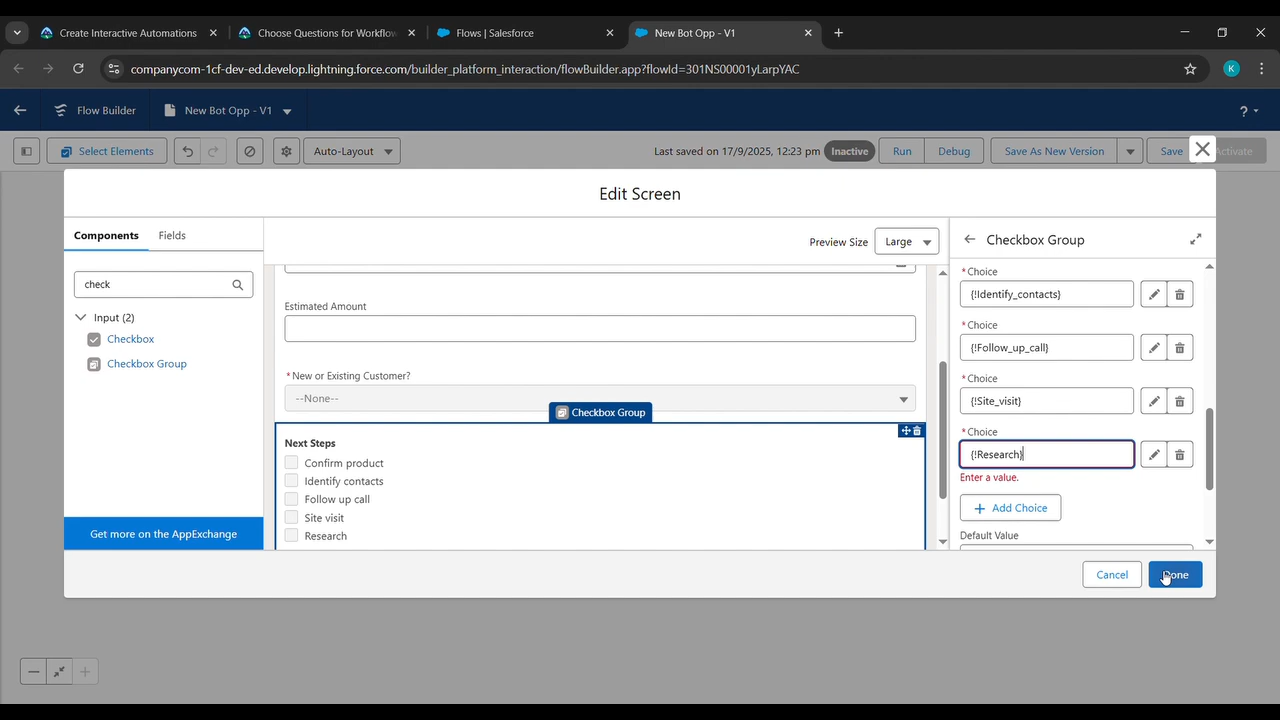 Create Interactive Automations
Choose Questions for Workflow
Flows | Salesforce
New Bot Opp - V1
companycom-1cf-dev-ed.develop.lightning.force.com/builder_platform_interaction/flowBuilder.app?flowId=301NS00001yLarpYAC
K
Flow Builder
New Bot Opp - V1
?
Select Elements
Auto-Layout
Last saved on 17/9/2025, 12:23 pm
Inactive
Run
Debug
Save As New Version
Save
Activate
Edit Screen
Components
Fields
check
Input (2)
Checkbox
Checkbox Group
Get more on the AppExchange
Preview Size
Large
Estimated Amount
*New or Existing Customer?
--None--
Checkbox Group
Next Steps
Confirm product
Identify contacts
Follow up call
Site visit
Research
Checkbox Group
*Choice
{!Identify_contacts}
*Choice
{!Follow_up_call}
*Choice
{!Site_visit}
*Choice
{!Research}
Enter a value.
Add Choice
Default Value
Cancel
Done